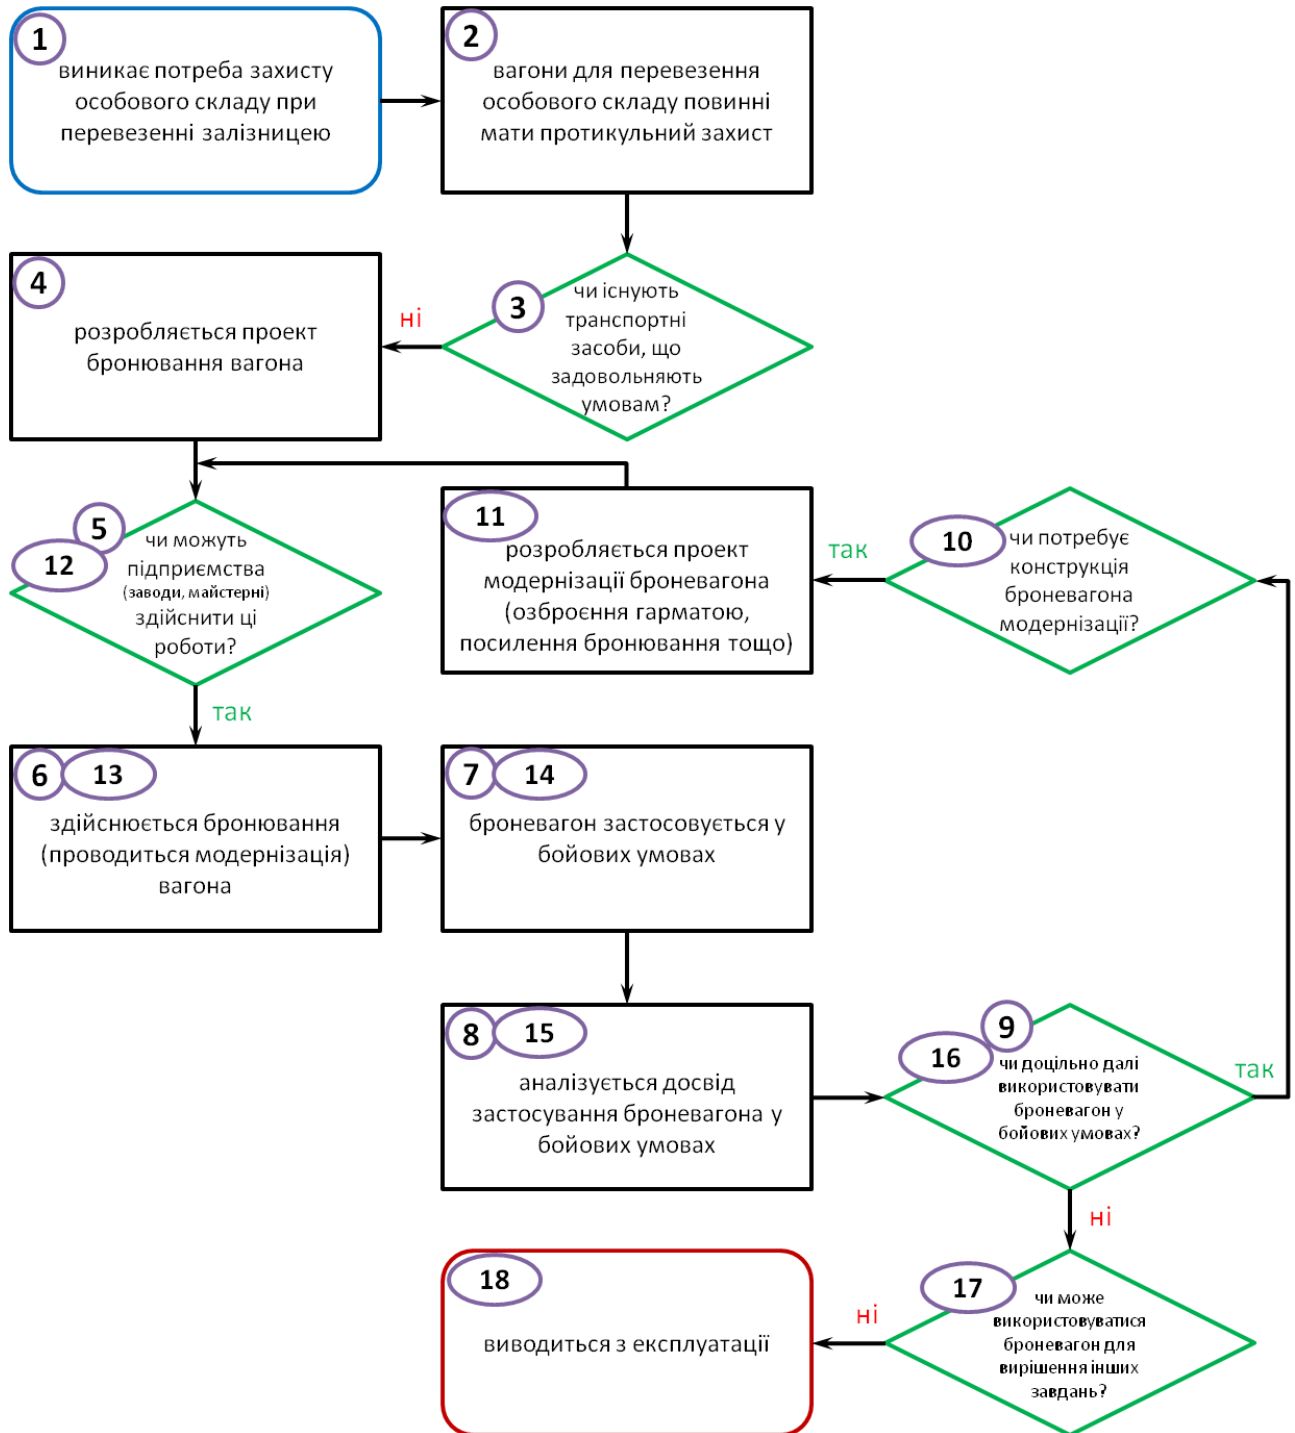 1
виникає потреба захисту
особового складу при
перевезенні залізницею
2
вагони для перевезення
особового складу повинні
мати протикульний захист
3
чи існують
транспортні
засоби, що
задовольняють
умовам?
ні
4
розробляється проект
бронювання вагона
5
12
чи можуть
підприємства
(заводи, майстерні)
здійснити ці
роботи?
так
11
розробляється проект
модернізації броневагона
(озброєння гарматою,
посилення бронювання тощо)
так
10
чи потребує
конструкція
броневагона
модернізації?
6
13
здійснюється бронювання
(проводиться модернізація)
вагона
7
14
броневагон застосовується у
бойових умовах
8
15
аналізується досвід
застосування броневагона у
бойових умовах
9
16
чи доцільно далі
використовувати
броневагон у
бойових умовах?
так
ні
17
чи може
використовуватися
броневагон для
вирішення інших
завдань?
ні
18
виводиться з експлуатації